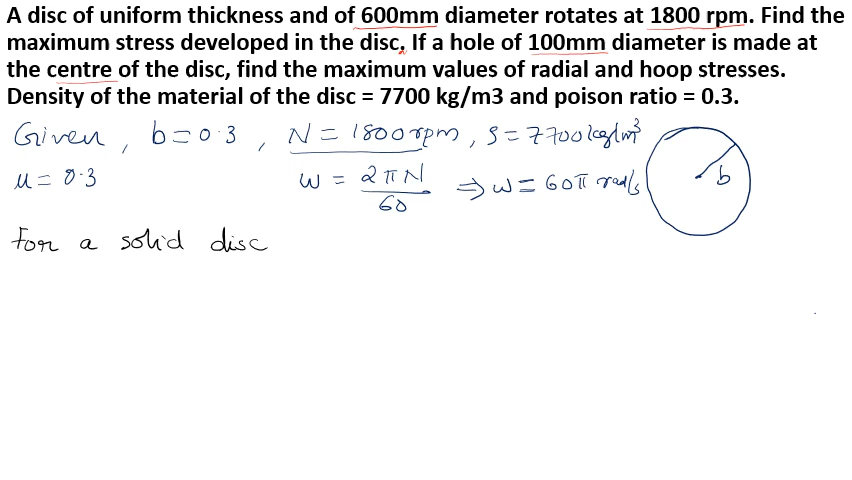 A disc of uniform thickness and of 600mm diameter rotates at 1800 rpm. Find the
maximum stress developed in the disc. If a hole of 100mm diameter is made at
the centre of the disc, find the maximum values of radial and hoop stresses.
Density of the material of the disc = 7700 kg/m3 and poison ratio = 0.3.
Given, b = 0.3, N = 1800 rpm, ρ = 7700 kg/m³
μ = 0.3 ω = 2πN/60 ⇒ ω = 60π rad/s
b
For a solid disc